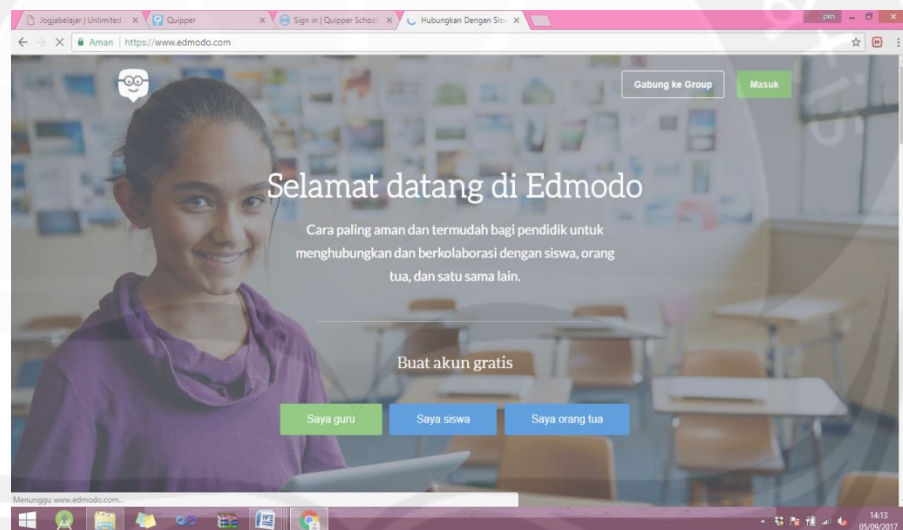 Jogjabelajar | Unlimited
Quipper
Sign in | Quipper School
Hubungkan Dengan Sis
pkn
Aman
https://www.edmodo.com
Gabung ke Group
Masuk
Selamat datang di Edmodo
Cara paling aman dan termudah bagi pendidik untuk
menghubungkan dan berkolaborasi dengan siswa, orang
tua, dan satu sama lain.
Buat akun gratis
Saya guru
Saya siswa
Saya orang tua
Menunggu www.edmodo.com...
14:13
05/09/2017